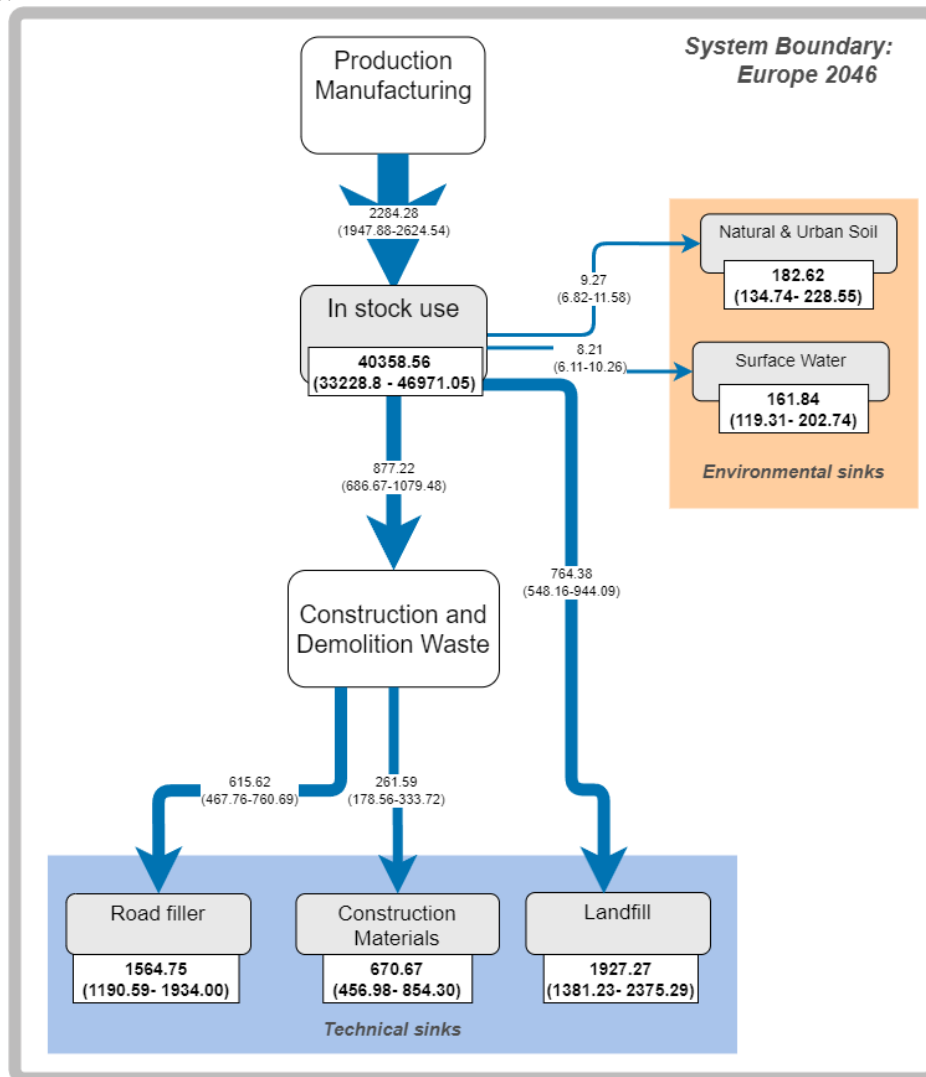 System Boundary:
Europe 2046
Production
Manufacturing
2284.28
(1947.88-2624.54)
Natural & Urban Soil
182.62
(134.74- 228.55)
9.27
(6.82-11.58)
In stock use
40358.56
(33228.8 - 46971.05)
8.21
(6.11-10.26)
Surface Water
161.84
(119.31- 202.74)
Environmental sinks
877.22
(686.67-1079.48)
764.38
(548.16-944.09)
Construction and
Demolition Waste
615.62
(467.76-760.69)
261.59
(178.56-333.72)
Road filler
1564.75
(1190.59- 1934.00)
Construction
Materials
670.67
(456.98- 854.30)
Landfill
1927.27
(1381.23- 2375.29)
Technical sinks